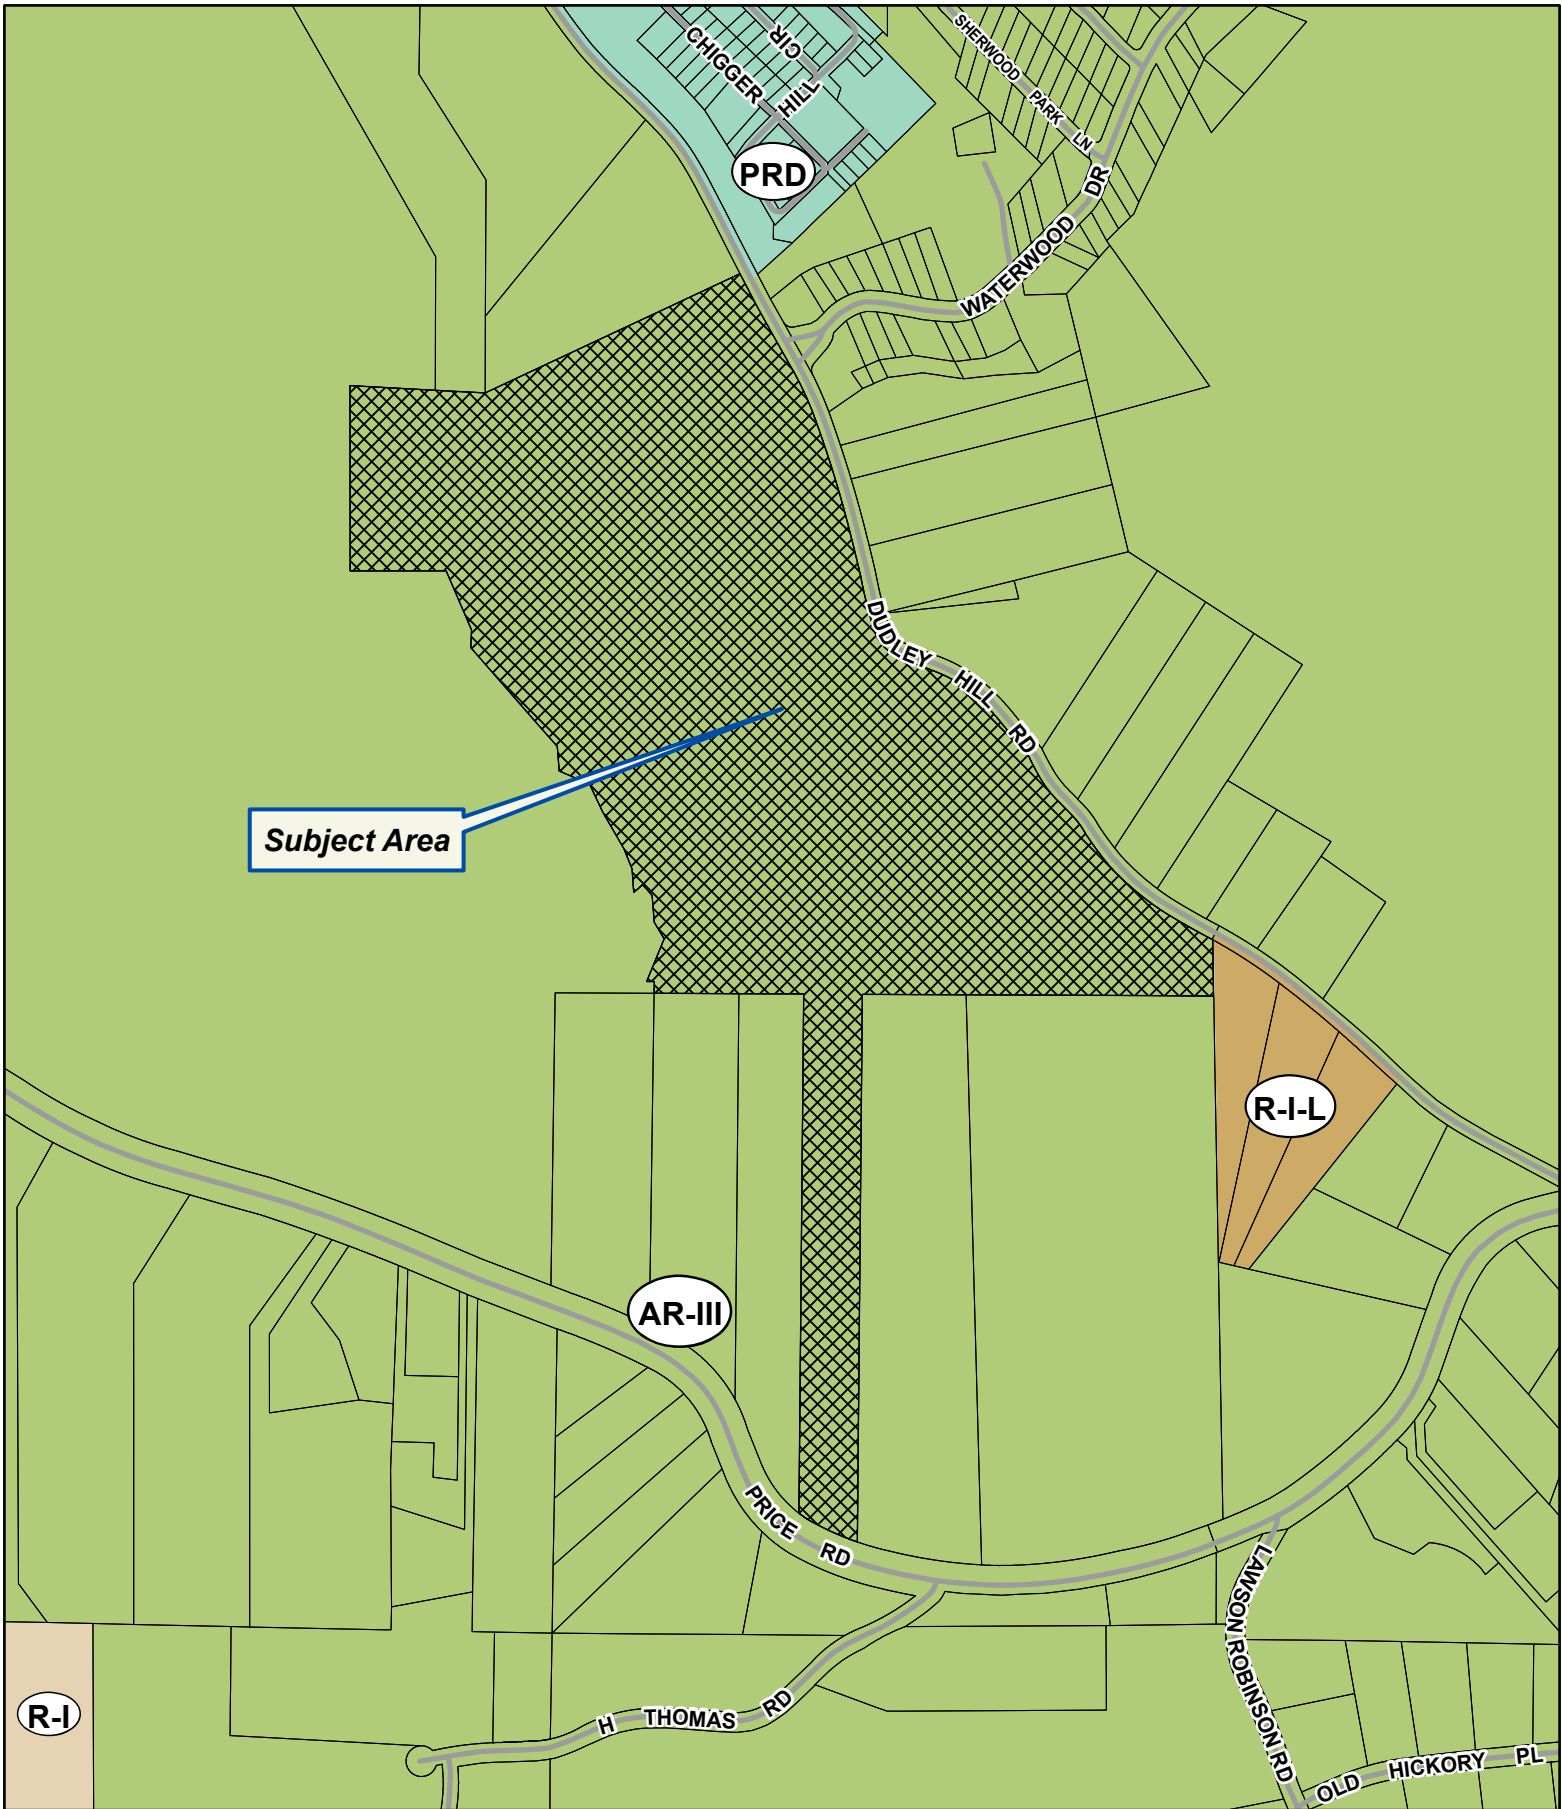 SHERWOOD PARK LN
CHIGGER HILL CIR
PRD
WATERWOOD DR
DUDLEY HILL RD
Subject Area
R-I-L
AR-III
PRICE RD
LAWSON ROBINSON RD
R-I
H THOMAS RD
OLD HICKORY PL